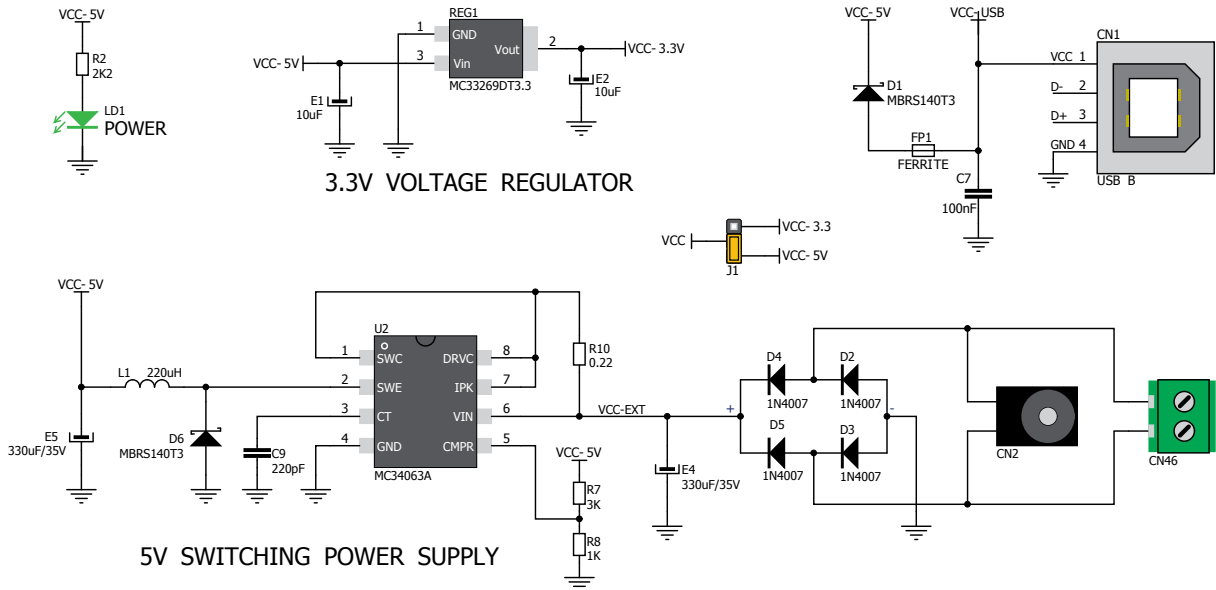 VCC-5V
R2
2K2
LD1
POWER
REG1
1
GND
Vout
2
VCC-3.3V
VCC-5V
3
Vin
MC33269DT3.3
E1
10uF
E2
10uF
3.3V VOLTAGE REGULATOR
VCC-5V
VCC-USB
CN1
VCC 1
D- 2
D+ 3
GND 4
USB B
D1
MBRS140T3
FP1
FERRITE
C7
100nF
VCC
VCC-3.3
VCC-5V
J1
VCC-5V
L1 220uH
E5
330uF/35V
D6
MBRS140T3
C9
220pF
U2
1 SWC DRVC 8
2 SWE IPK 7
3 CT VIN 6
4 GND CMPR 5
MC34063A
R10
0.22
VCC-EXT
VCC-5V
R7
3K
R8
1K
E4
330uF/35V
+
-
D4
1N4007
D2
1N4007
D5
1N4007
D3
1N4007
CN2
CN46
5V SWITCHING POWER SUPPLY